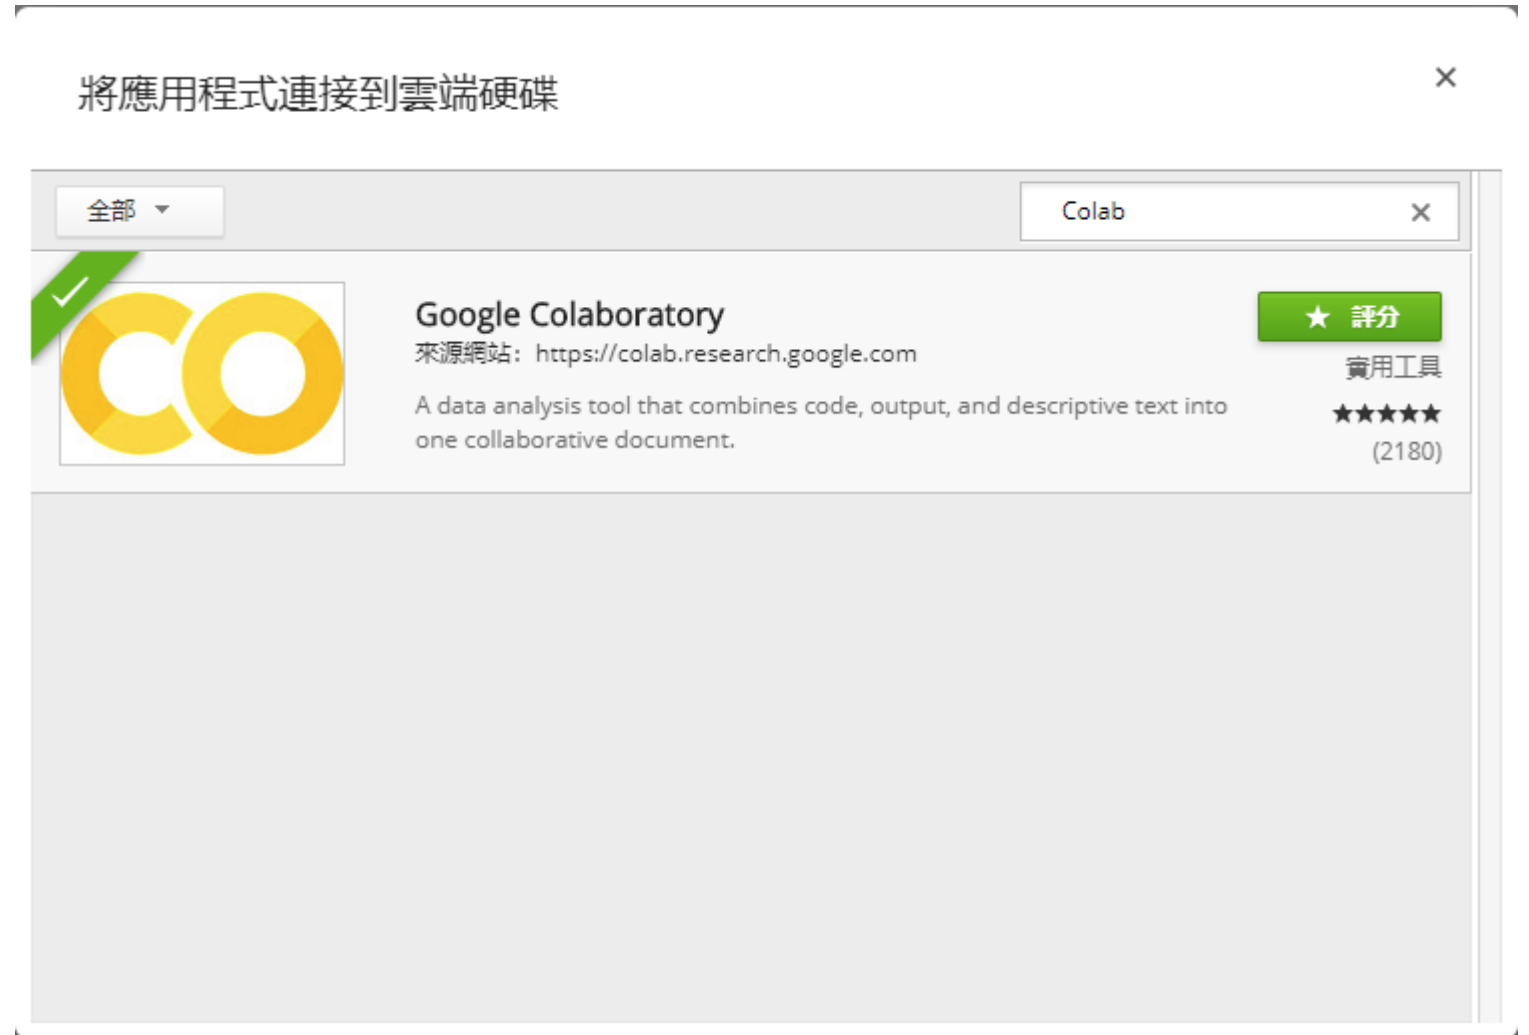 將應用程式連接到雲端硬碟
全部
Colab
Google Colaboratory
來源網站：https://colab.research.google.com
A data analysis tool that combines code, output, and descriptive text into
one collaborative document.
★ 評分
實用工具
★★★★★
(2180)